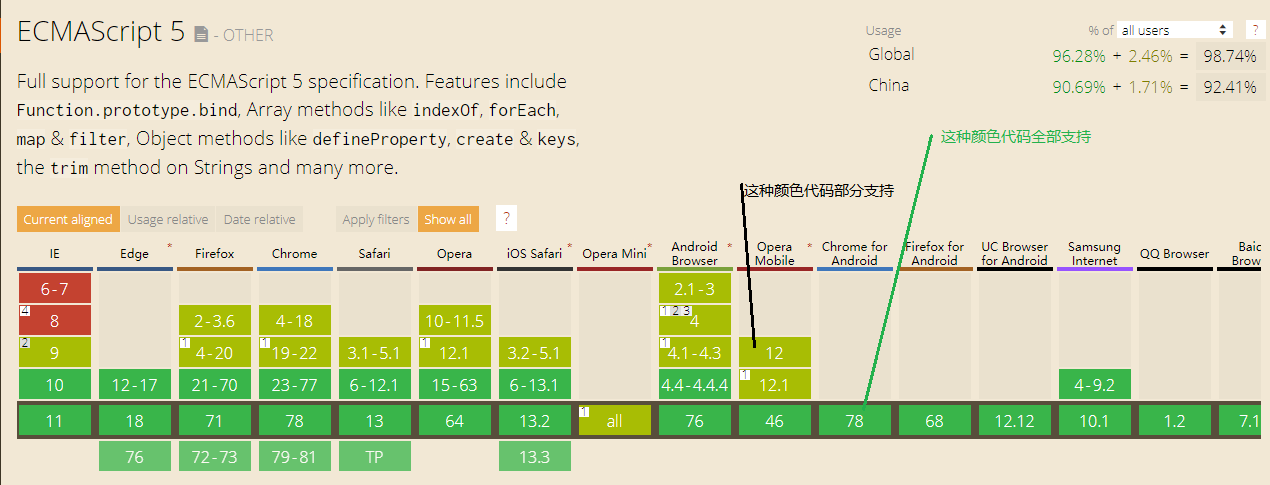 ECMAScript 5 - OTHER
Usage % of all users ?
Global 96.28% + 2.46% = 98.74%
China 90.69% + 1.71% = 92.41%
Full support for the ECMAScript 5 specification. Features include
Function.prototype.bind, Array methods like indexOf, forEach,
map & filter, Object methods like defineProperty, create & keys,
the trim method on Strings and many more.
这种颜色代码全部支持
这种颜色代码部分支持
Current aligned Usage relative Date relative Apply filters Show all ?
IE Edge * Firefox Chrome Safari Opera iOS Safari * Opera Mini * Android Browser * Opera Mobile * Chrome for Android Firefox for Android UC Browser for Android Samsung Internet QQ Browser Baid Brow
6-7 2.1-3
4 8 2-3.6 4-18 10-11.5 1 2 3 4
2 9 1 4-20 1 19-22 3.1-5.1 1 12.1 3.2-5.1 1 4.1-4.3 12
10 12-17 21-70 23-77 6-12.1 15-63 6-13.1 4.4-4.4.4 1 12.1 4-9.2
11 18 71 78 13 64 13.2 1 all 76 46 78 68 12.12 10.1 1.2 7.1
76 72-73 79-81 TP 13.3